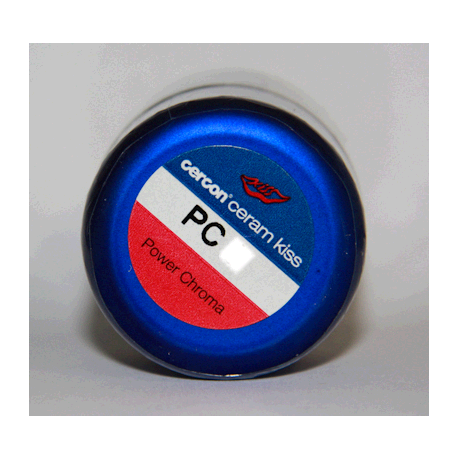 cercon® ceram kiss
PC
Power Chroma